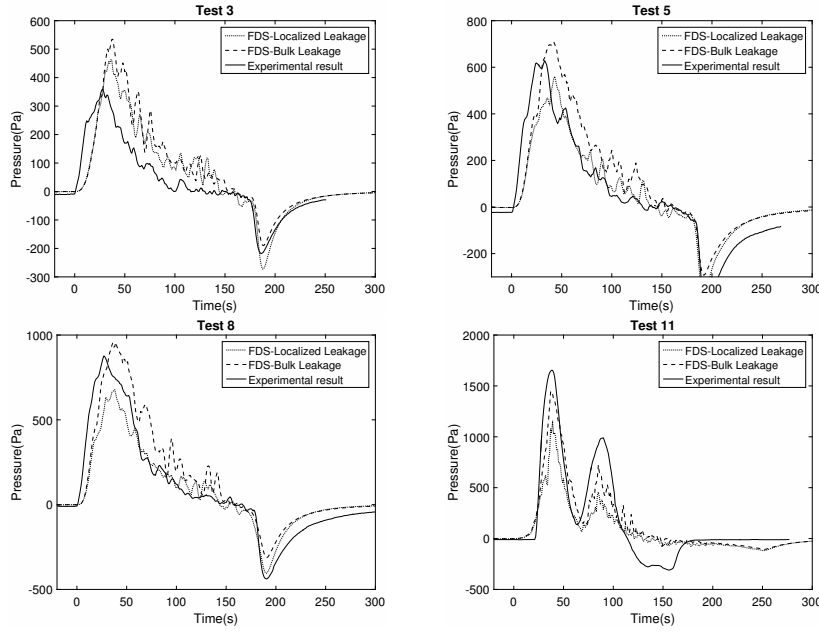 Test 3
FDS-Localized Leakage
FDS-Bulk Leakage
Experimental result
Pressure(Pa)
600
500
400
300
200
100
0
-100
-200
-300
0 50 100 150 200 250 300
Time(s)
Test 5
FDS-Localized Leakage
FDS-Bulk Leakage
Experimental result
Pressure(Pa)
800
600
400
200
0
-200
0 50 100 150 200 250 300
Time(s)
Test 8
FDS-Localized Leakage
FDS-Bulk Leakage
Experimental result
Pressure(Pa)
1000
500
0
-500
0 50 100 150 200 250 300
Time(s)
Test 11
FDS-Localized Leakage
FDS-Bulk Leakage
Experimental result
Pressure(Pa)
2000
1500
1000
500
0
-500
0 50 100 150 200 250 300
Time(s)